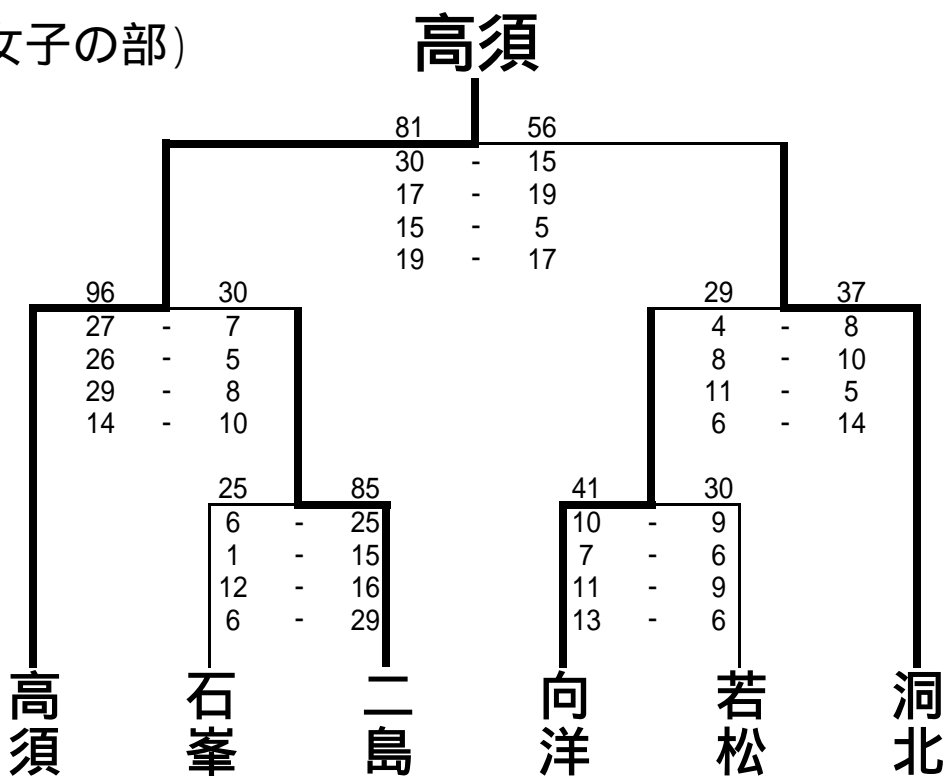 女子の部)
高須
81 56
30 - 15
17 - 19
15 - 5
19 - 17
96 30
27 - 7
26 - 5
29 - 8
14 - 10
29 37
4 - 8
8 - 10
11 - 5
6 - 14
25 85
6 - 25
1 - 15
12 - 16
6 - 29
41 30
10 - 9
7 - 6
11 - 9
13 - 6
高須
石峯
二島
向洋
若松
洞北